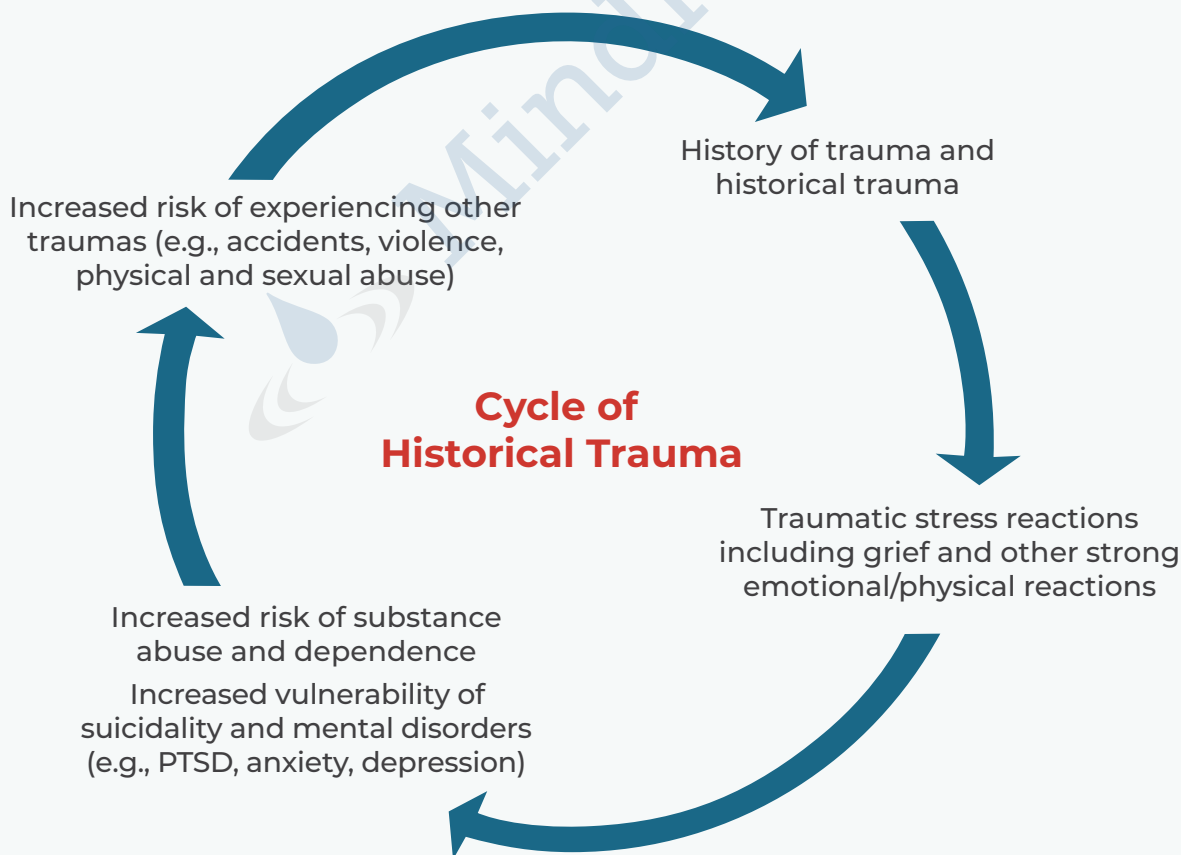 History of trauma and
historical trauma
Traumatic stress reactions
including grief and other strong
emotional/physical reactions
Increased risk of substance
abuse and dependence
Increased vulnerability of
suicidality and mental disorders
(e.g., PTSD, anxiety, depression)
Increased risk of experiencing other
traumas (e.g., accidents, violence,
physical and sexual abuse)
Cycle of
Historical Trauma